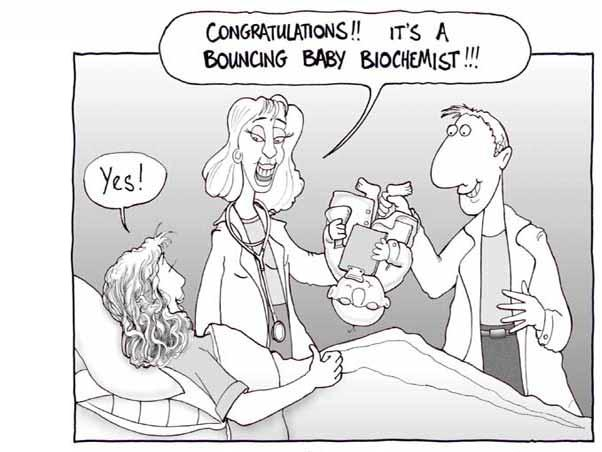 CONGRATULATIONS!! IT'S A
BOUNCING BABY BIOCHEMIST!!!
Yes!